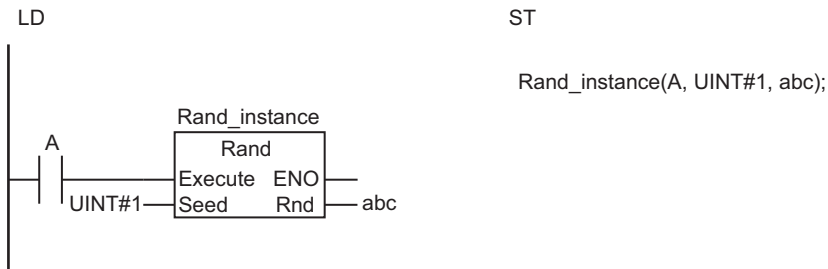 LD
ST
Rand_instance(A, UINT#1, abc);
Rand_instance
A
Rand
Execute ENO
UINT#1 Seed Rnd abc